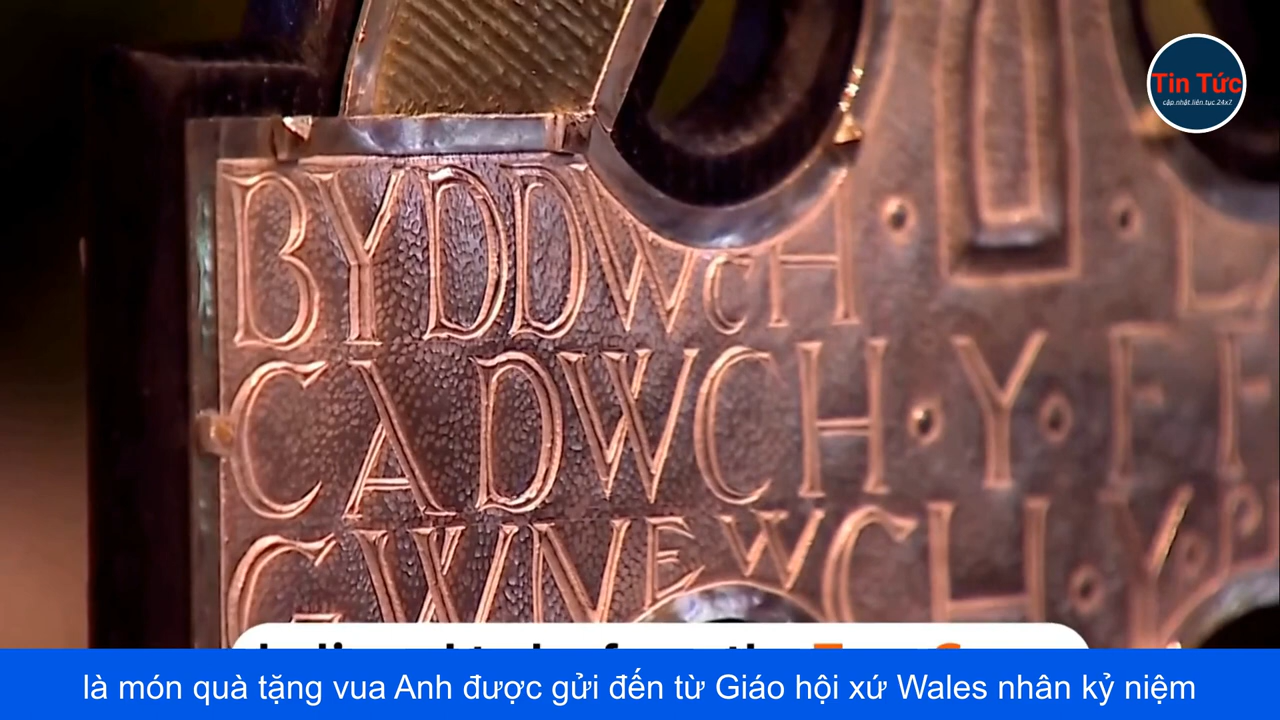 Tin Tức
cập nhật liên tục 24x7
BYDDWCH
CADWCH · Y ·
GWNEWCH · Y ·
là món quà tặng vua Anh được gửi đến từ Giáo hội xứ Wales nhân kỷ niệm